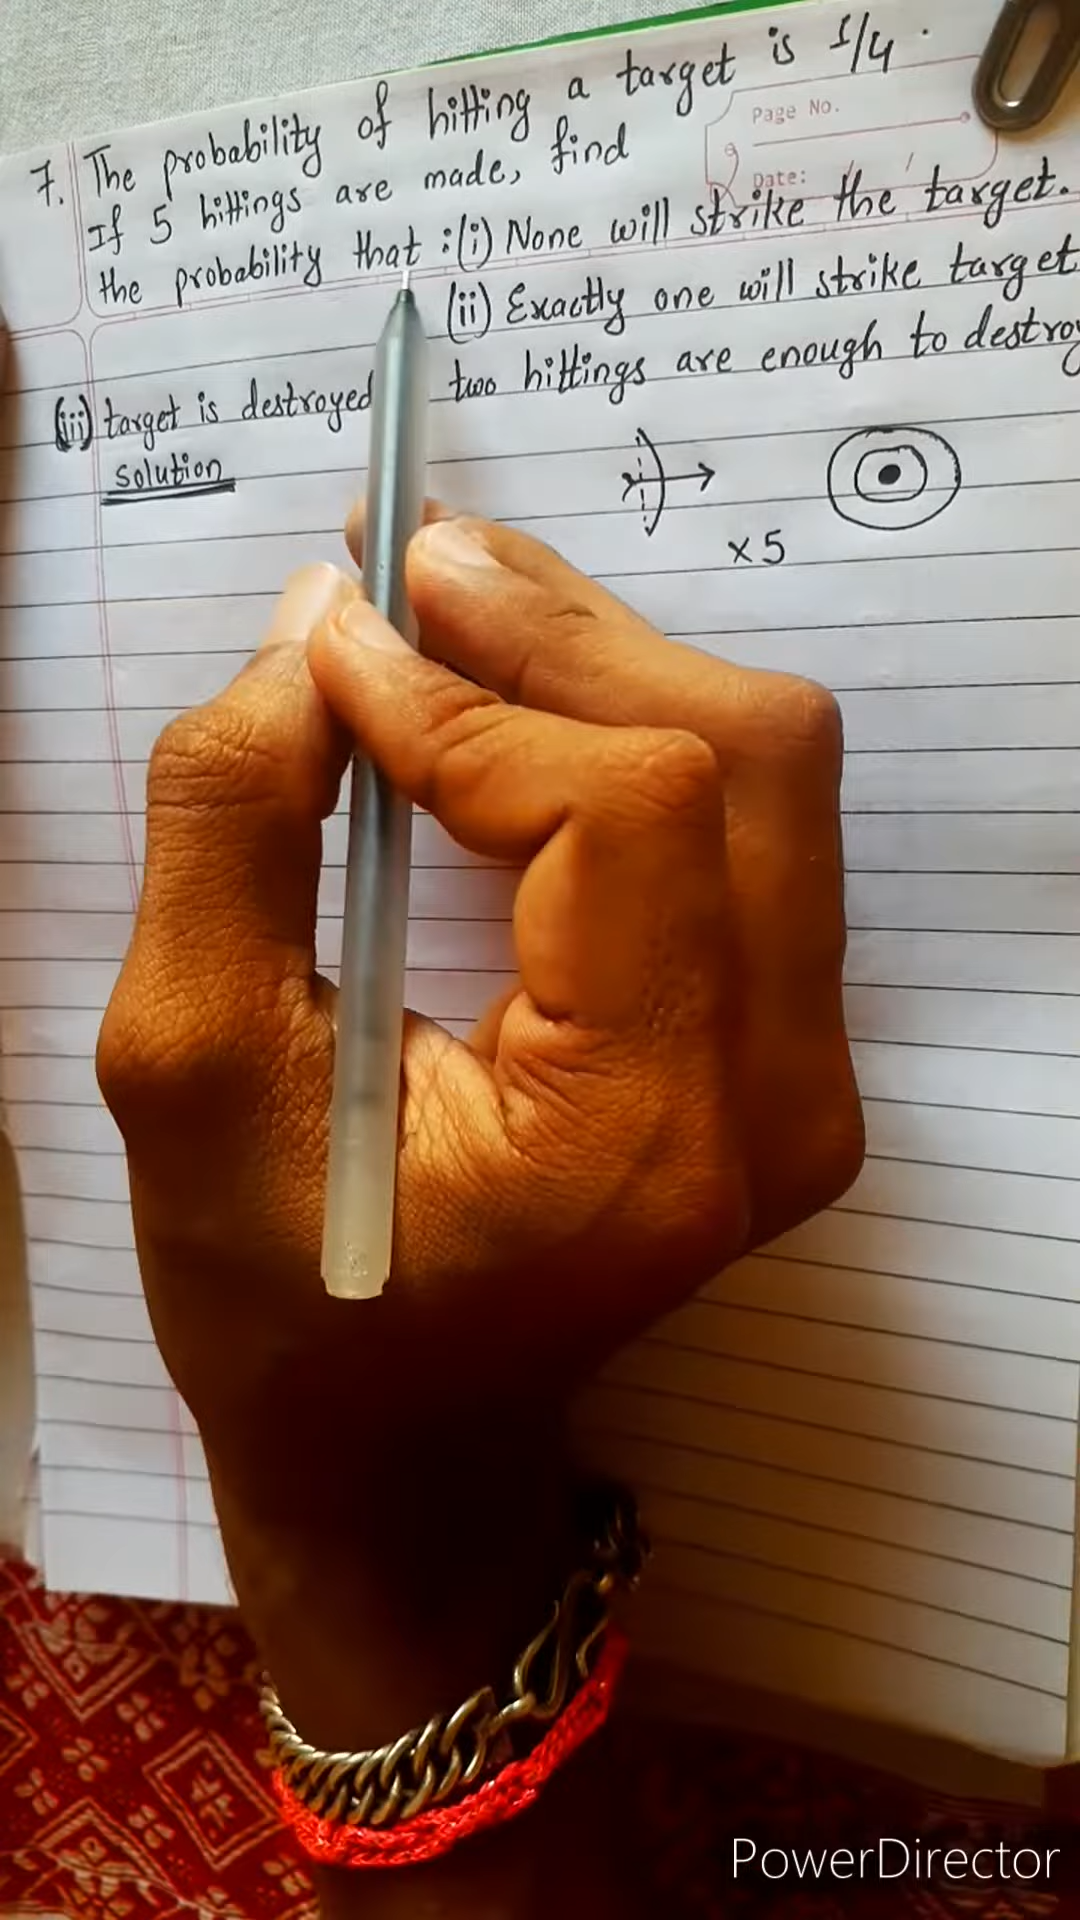 7. The probability of hitting a target is 1/4.
Page No.
If 5 hittings are made, find
Date:
the probability that :(i) None will strike the target.
(ii) Exactly one will strike target
(iii) target is destroyed two hittings are enough to destroy
solution
x5
PowerDirector